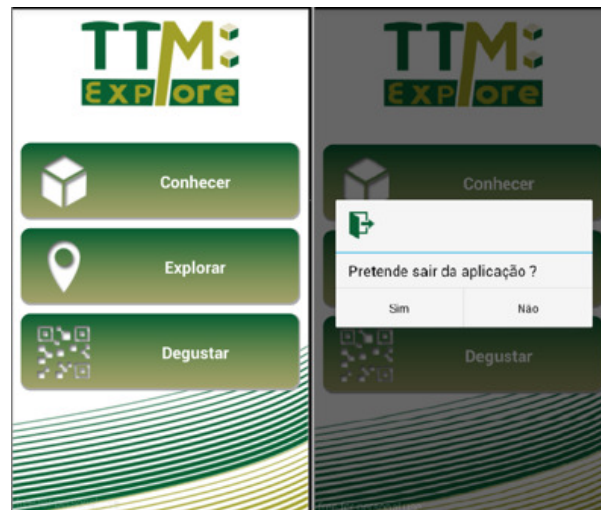 TTM:
Explore
Conhecer
Explorar
Degustar
TTM:
Explore
Conhecer
Pretende sair da aplicação ?
Sim
Não
Degustar